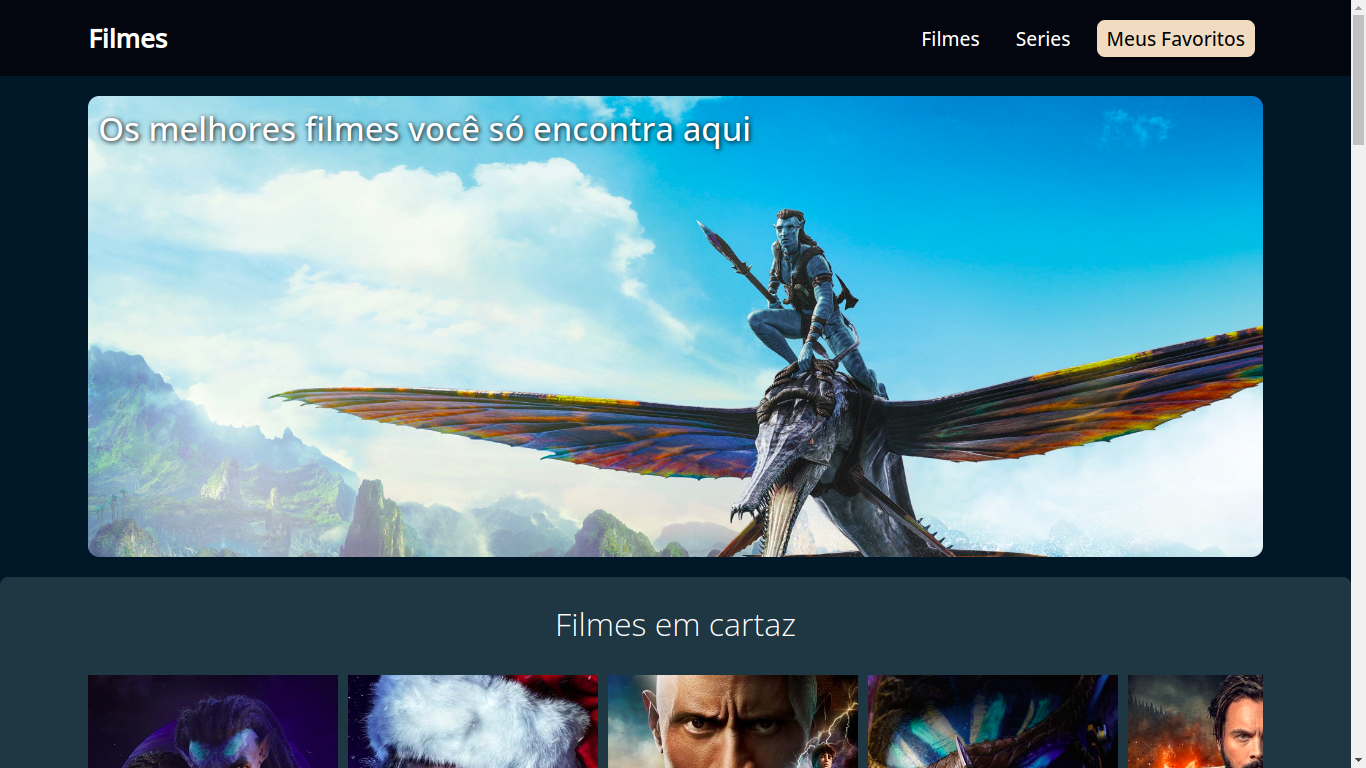 Filmes
Filmes Series Meus Favoritos
Os melhores filmes você só encontra aqui
Filmes em cartaz